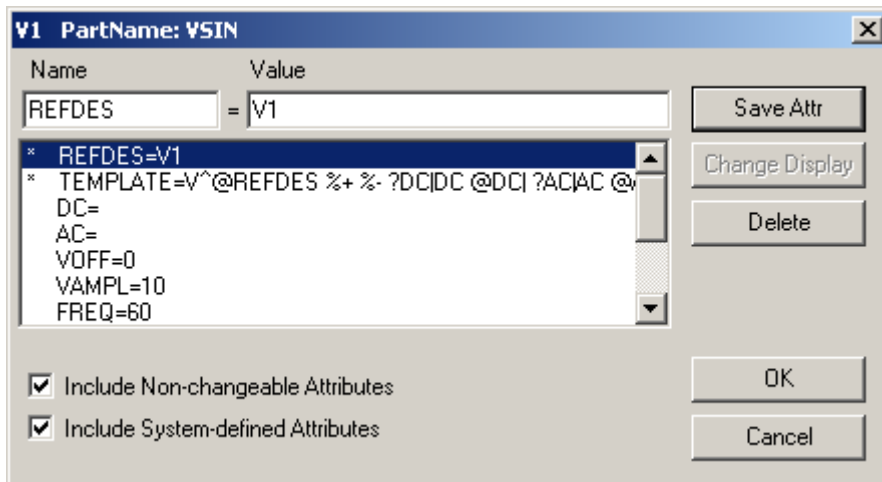 V1 PartName: VSIN
Name Value
REFDES = V1
Save Attr
* REFDES=V1
* TEMPLATE=V^@REFDES %+ %- ?DC|DC @DC| ?AC|AC @
DC=
AC=
VOFF=0
VAMPL=10
FREQ=60
Change Display
Delete
Include Non-changeable Attributes
Include System-defined Attributes
OK
Cancel